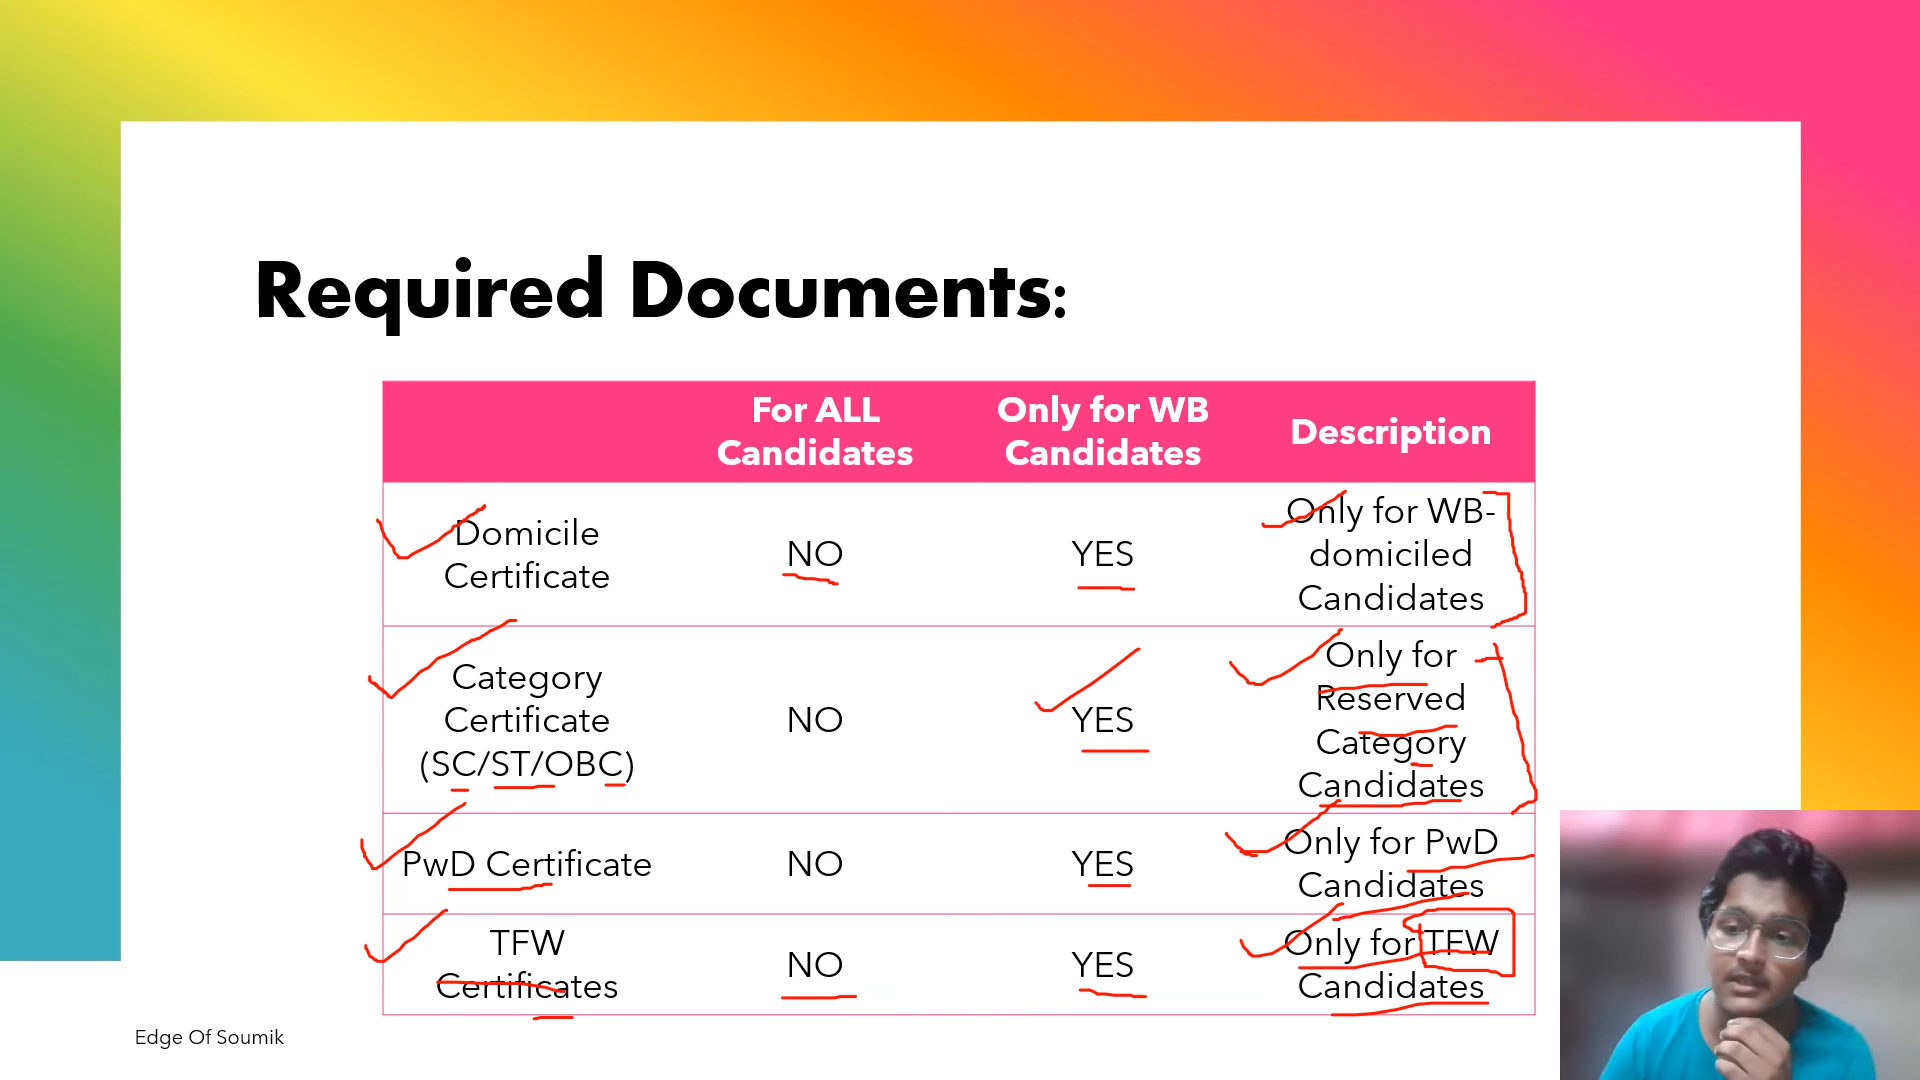 Required Documents:
For ALL Candidates
Only for WB Candidates
Description
Domicile Certificate
NO
YES
Only for WB-domiciled Candidates
Category Certificate (SC/ST/OBC)
NO
YES
Only for Reserved Category Candidates
PwD Certificate
NO
YES
Only for PwD Candidates
TFW Certificates
NO
YES
Only for TFW Candidates
Edge Of Soumik